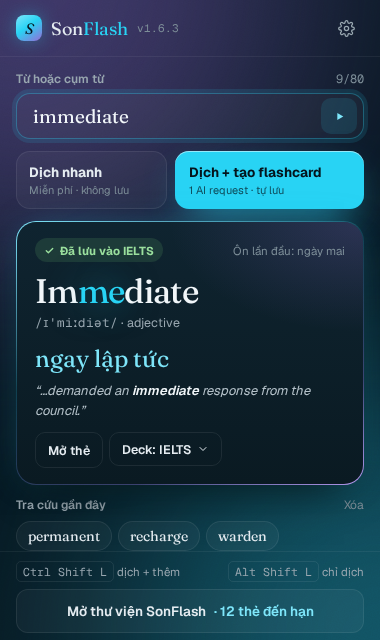 S SonFlash v1.6.3
Từ hoặc cụm từ 9/80
immediate
Dịch nhanh
Miễn phí · không lưu
Dịch + tạo flashcard
1 AI request · tự lưu
✓ Đã lưu vào IELTS Ôn lần đầu: ngày mai
Immediate
/ɪˈmiːdiət/ · adjective
ngay lập tức
“…demanded an immediate response from the
council.”
Mở thẻ Deck: IELTS
Tra cứu gần đây Xóa
permanent recharge warden
Ctrl Shift L dịch + thêm Alt Shift L chỉ dịch
Mở thư viện SonFlash · 12 thẻ đến hạn